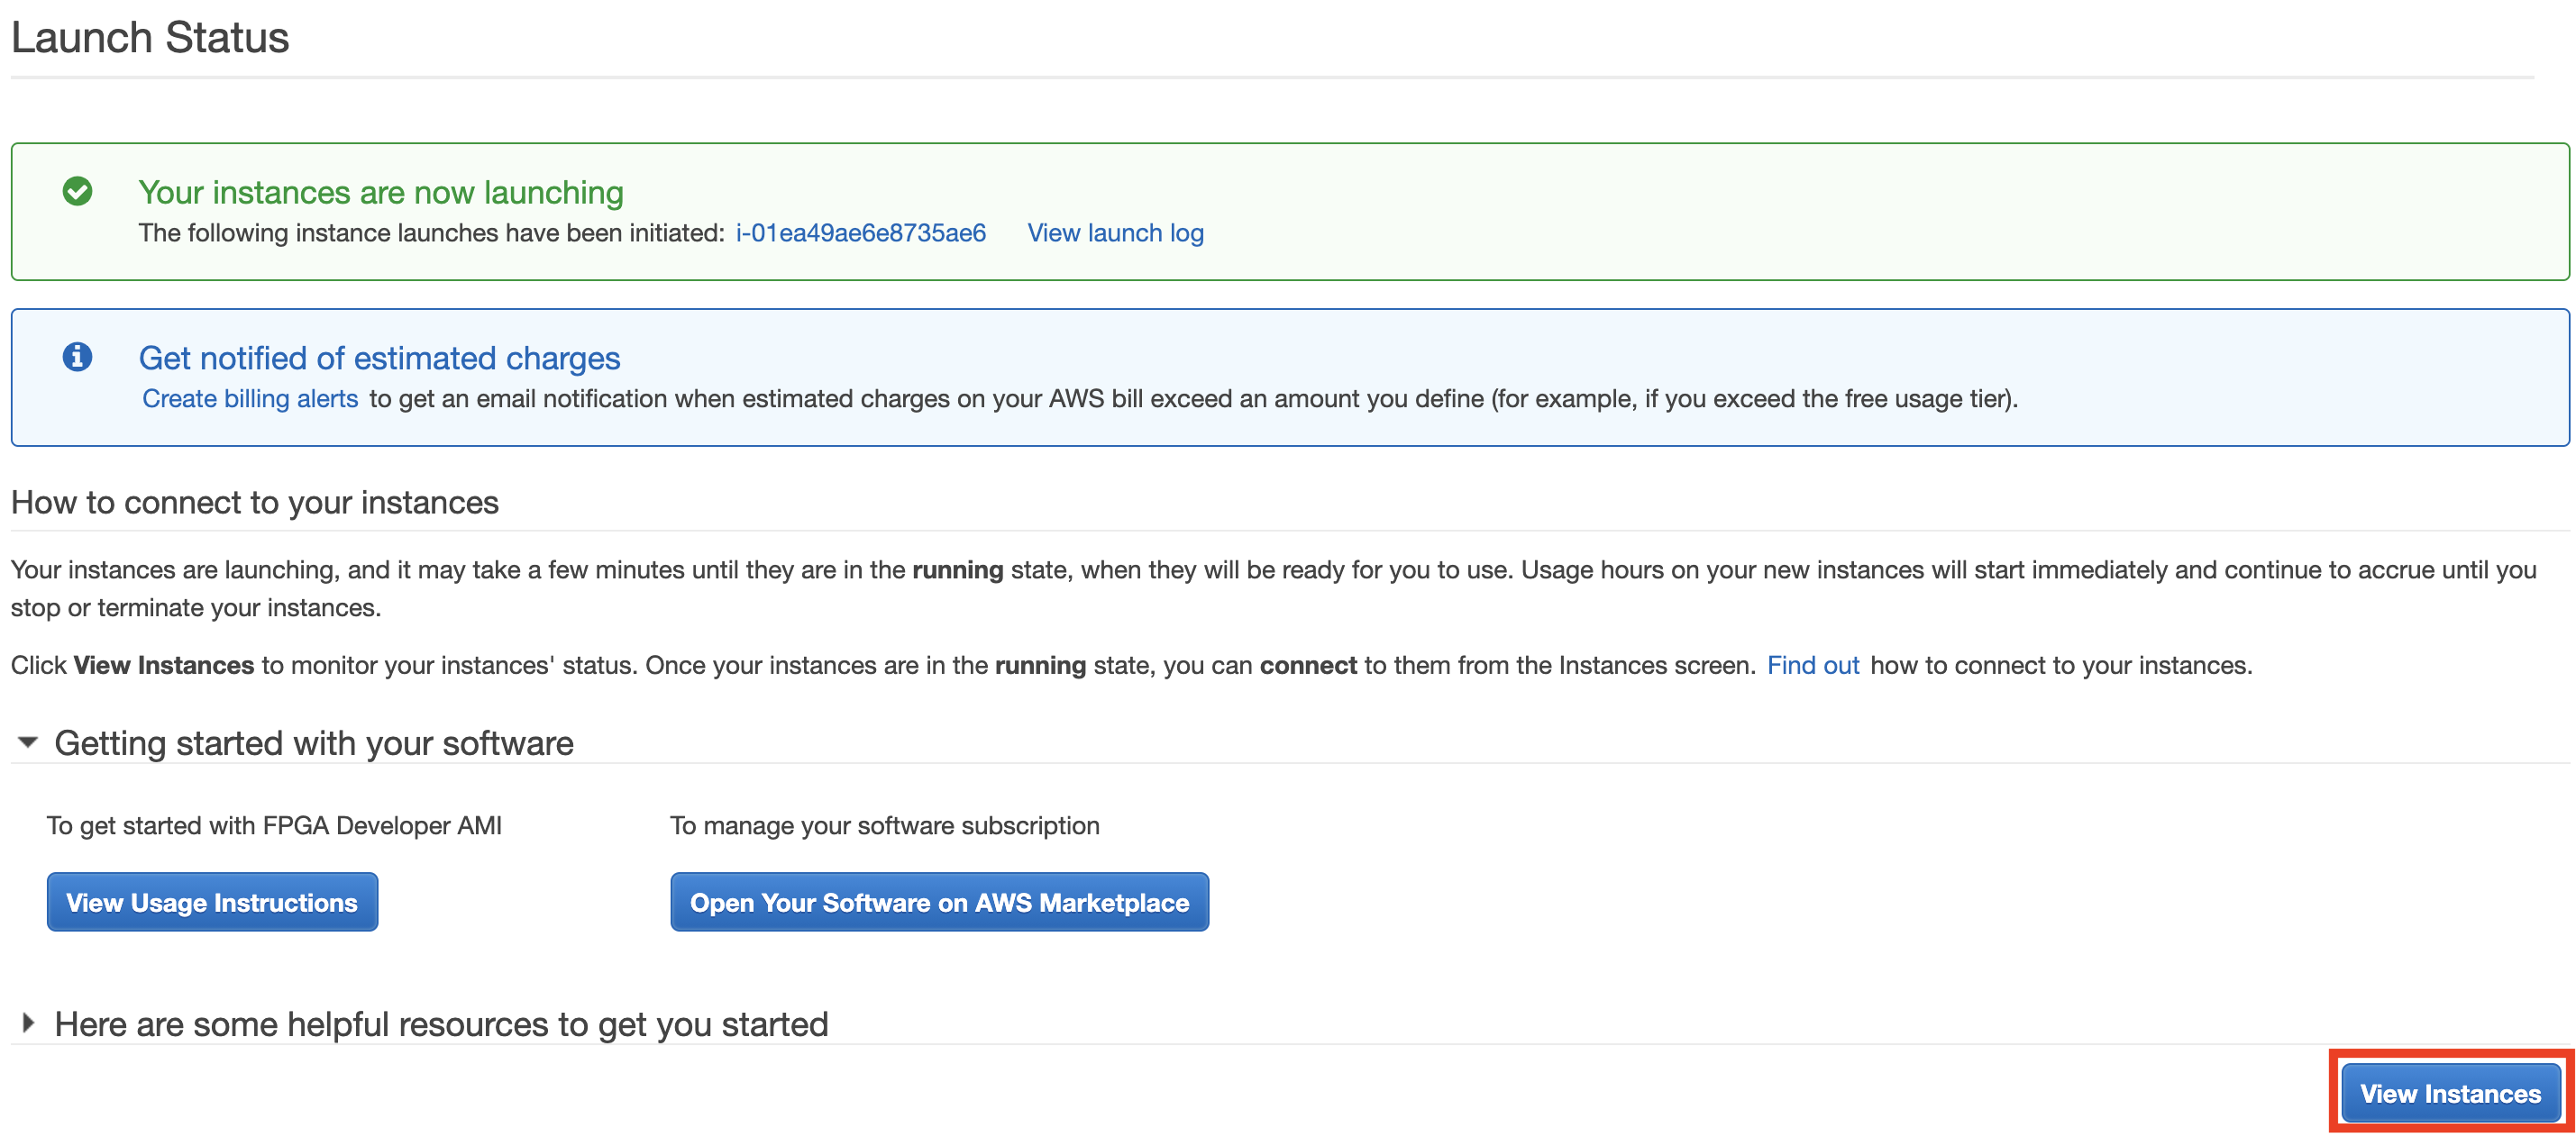 Launch Status
Your instances are now launching
The following instance launches have been initiated: i-01ea49ae6e8735ae6 View launch log
Get notified of estimated charges
Create billing alerts to get an email notification when estimated charges on your AWS bill exceed an amount you define (for example, if you exceed the free usage tier).
How to connect to your instances
Your instances are launching, and it may take a few minutes until they are in the running state, when they will be ready for you to use. Usage hours on your new instances will start immediately and continue to accrue until you
stop or terminate your instances.
Click View Instances to monitor your instances' status. Once your instances are in the running state, you can connect to them from the Instances screen. Find out how to connect to your instances.
Getting started with your software
To get started with FPGA Developer AMI
To manage your software subscription
View Usage Instructions
Open Your Software on AWS Marketplace
Here are some helpful resources to get you started
View Instances